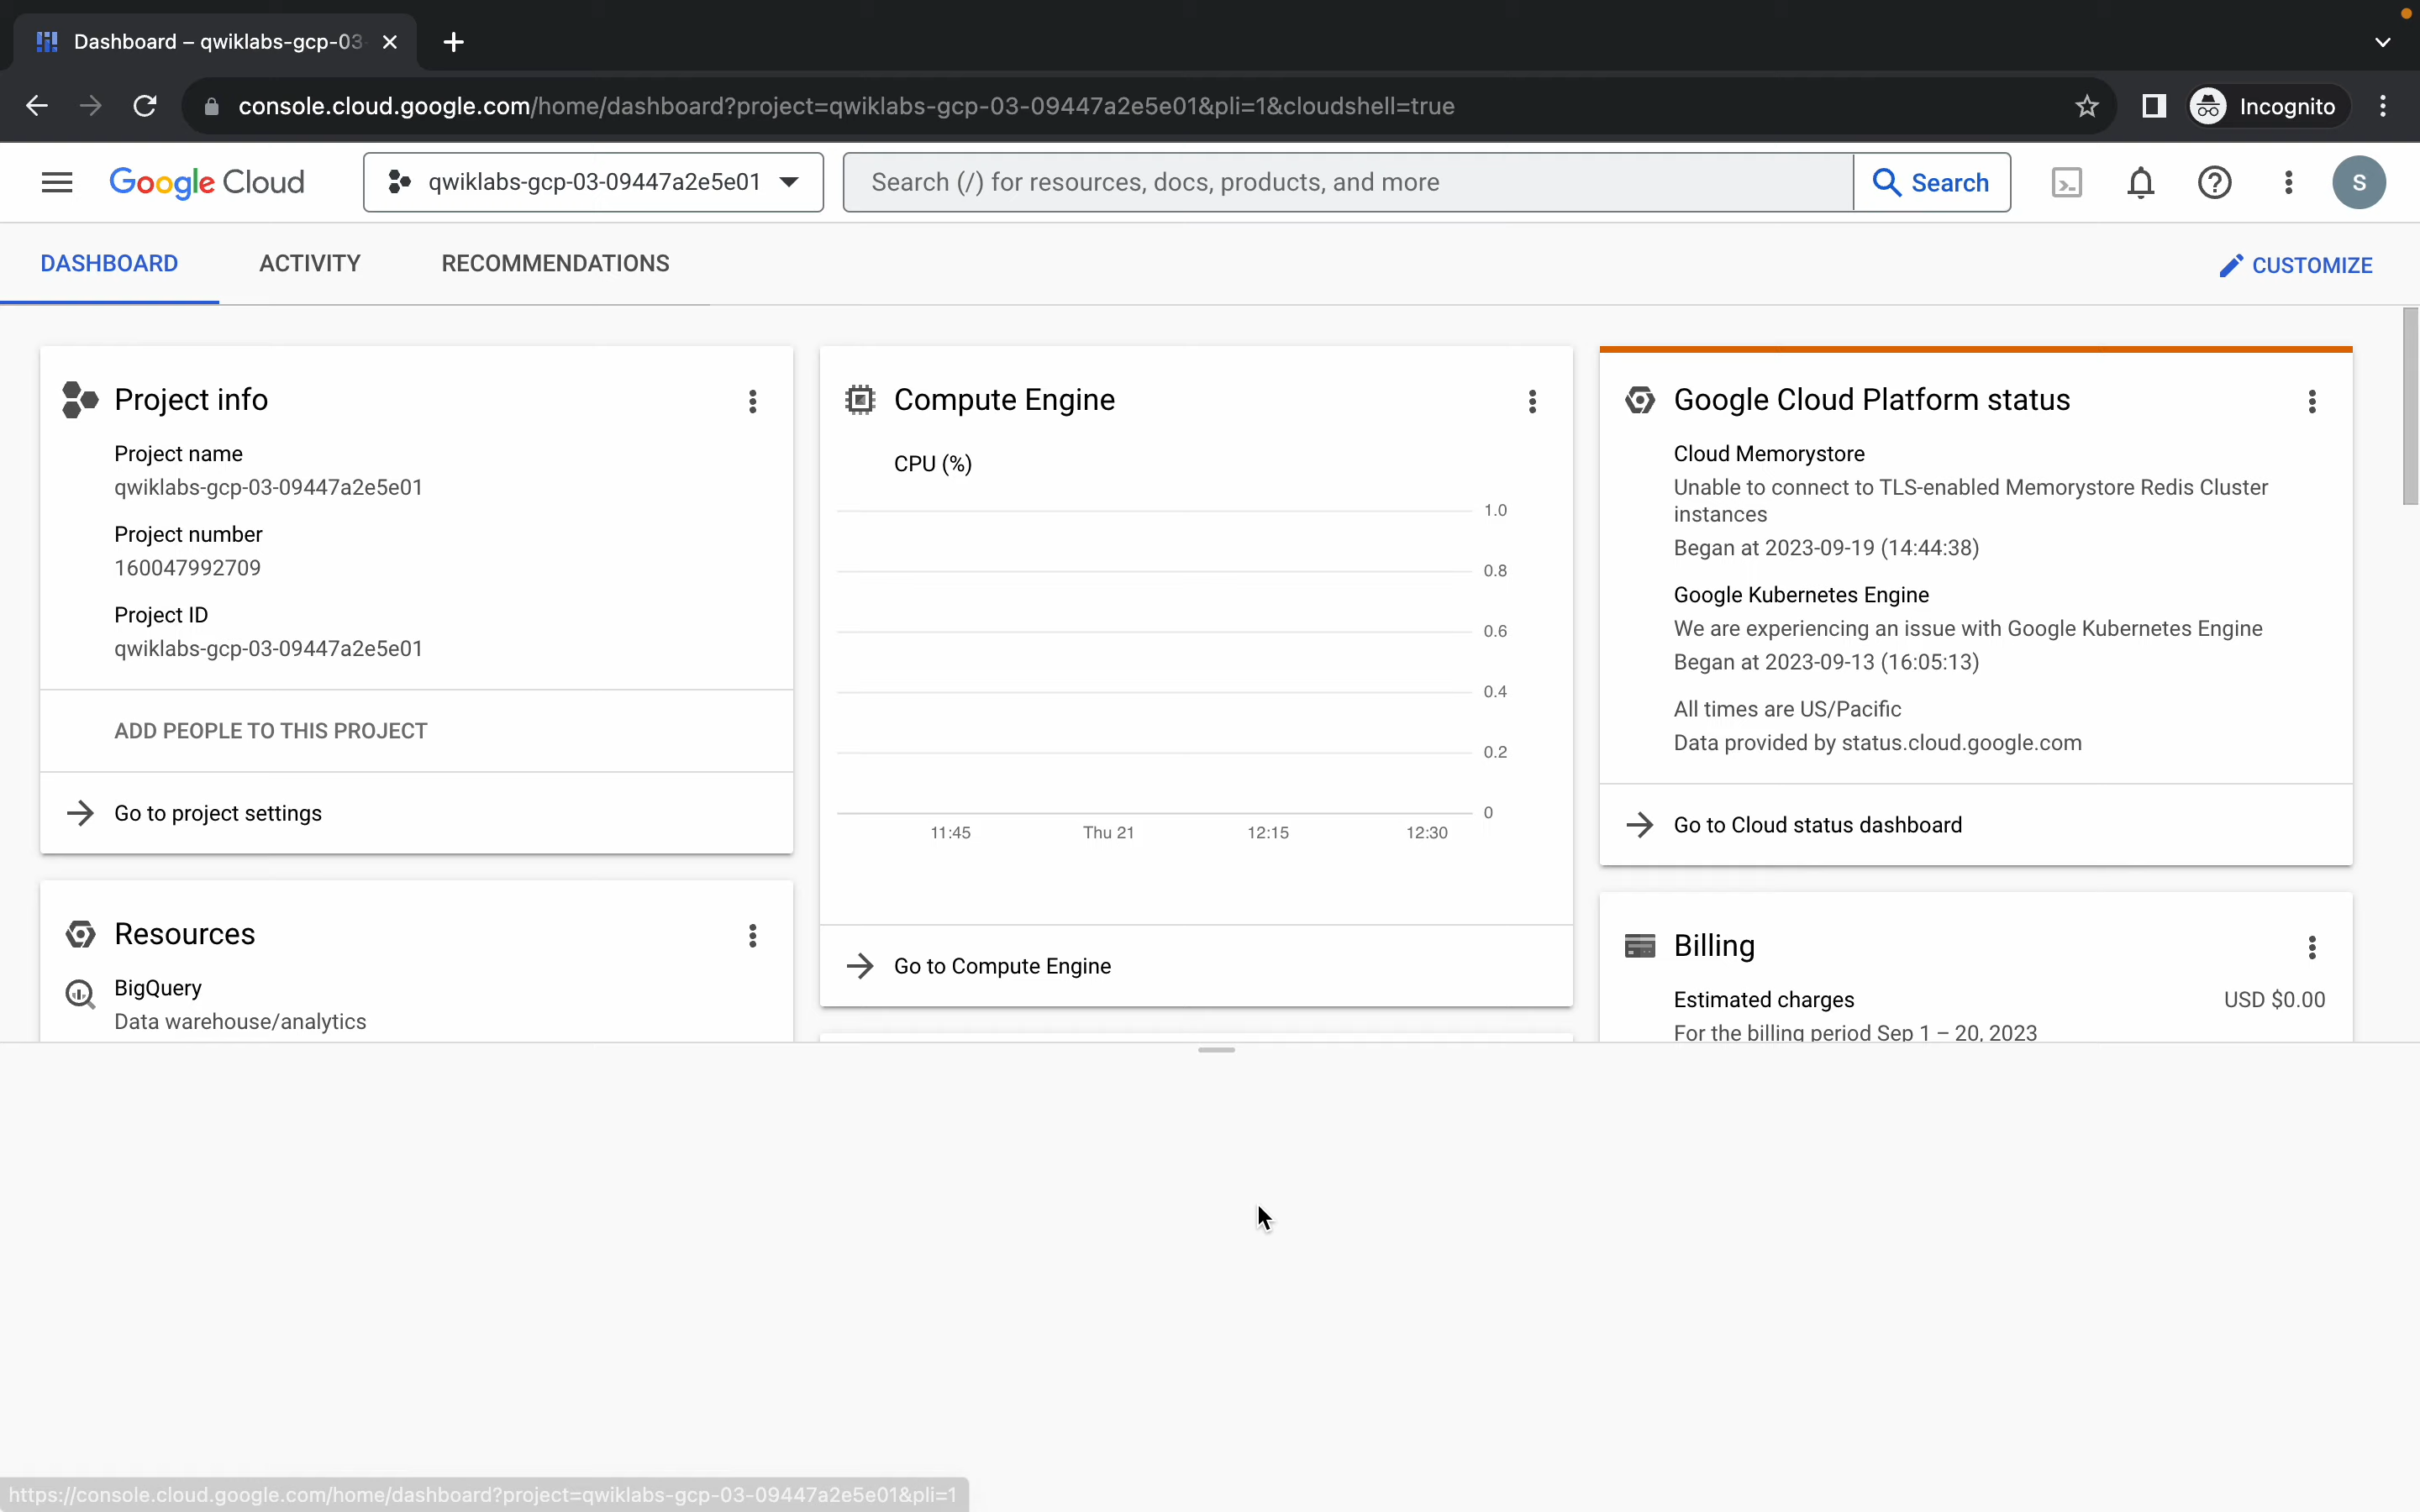 Dashboard – qwiklabs-gcp-03
console.cloud.google.com/home/dashboard?project=qwiklabs-gcp-03-09447a2e5e01&pli=1&cloudshell=true
Incognito
Google Cloud
qwiklabs-gcp-03-09447a2e5e01
Search (/) for resources, docs, products, and more
Search
S
DASHBOARD
ACTIVITY
RECOMMENDATIONS
CUSTOMIZE
Project info
Project name
qwiklabs-gcp-03-09447a2e5e01
Project number
160047992709
Project ID
qwiklabs-gcp-03-09447a2e5e01
ADD PEOPLE TO THIS PROJECT
Go to project settings
Resources
BigQuery
Data warehouse/analytics
Compute Engine
CPU (%)
1.0
0.8
0.6
0.4
0.2
0
11:45
Thu 21
12:15
12:30
Go to Compute Engine
Google Cloud Platform status
Cloud Memorystore
Unable to connect to TLS-enabled Memorystore Redis Cluster
instances
Began at 2023-09-19 (14:44:38)
Google Kubernetes Engine
We are experiencing an issue with Google Kubernetes Engine
Began at 2023-09-13 (16:05:13)
All times are US/Pacific
Data provided by status.cloud.google.com
Go to Cloud status dashboard
Billing
Estimated charges
USD $0.00
For the billing period Sep 1 – 20, 2023
https://console.cloud.google.com/home/dashboard?project=qwiklabs-gcp-03-09447a2e5e01&pli=1